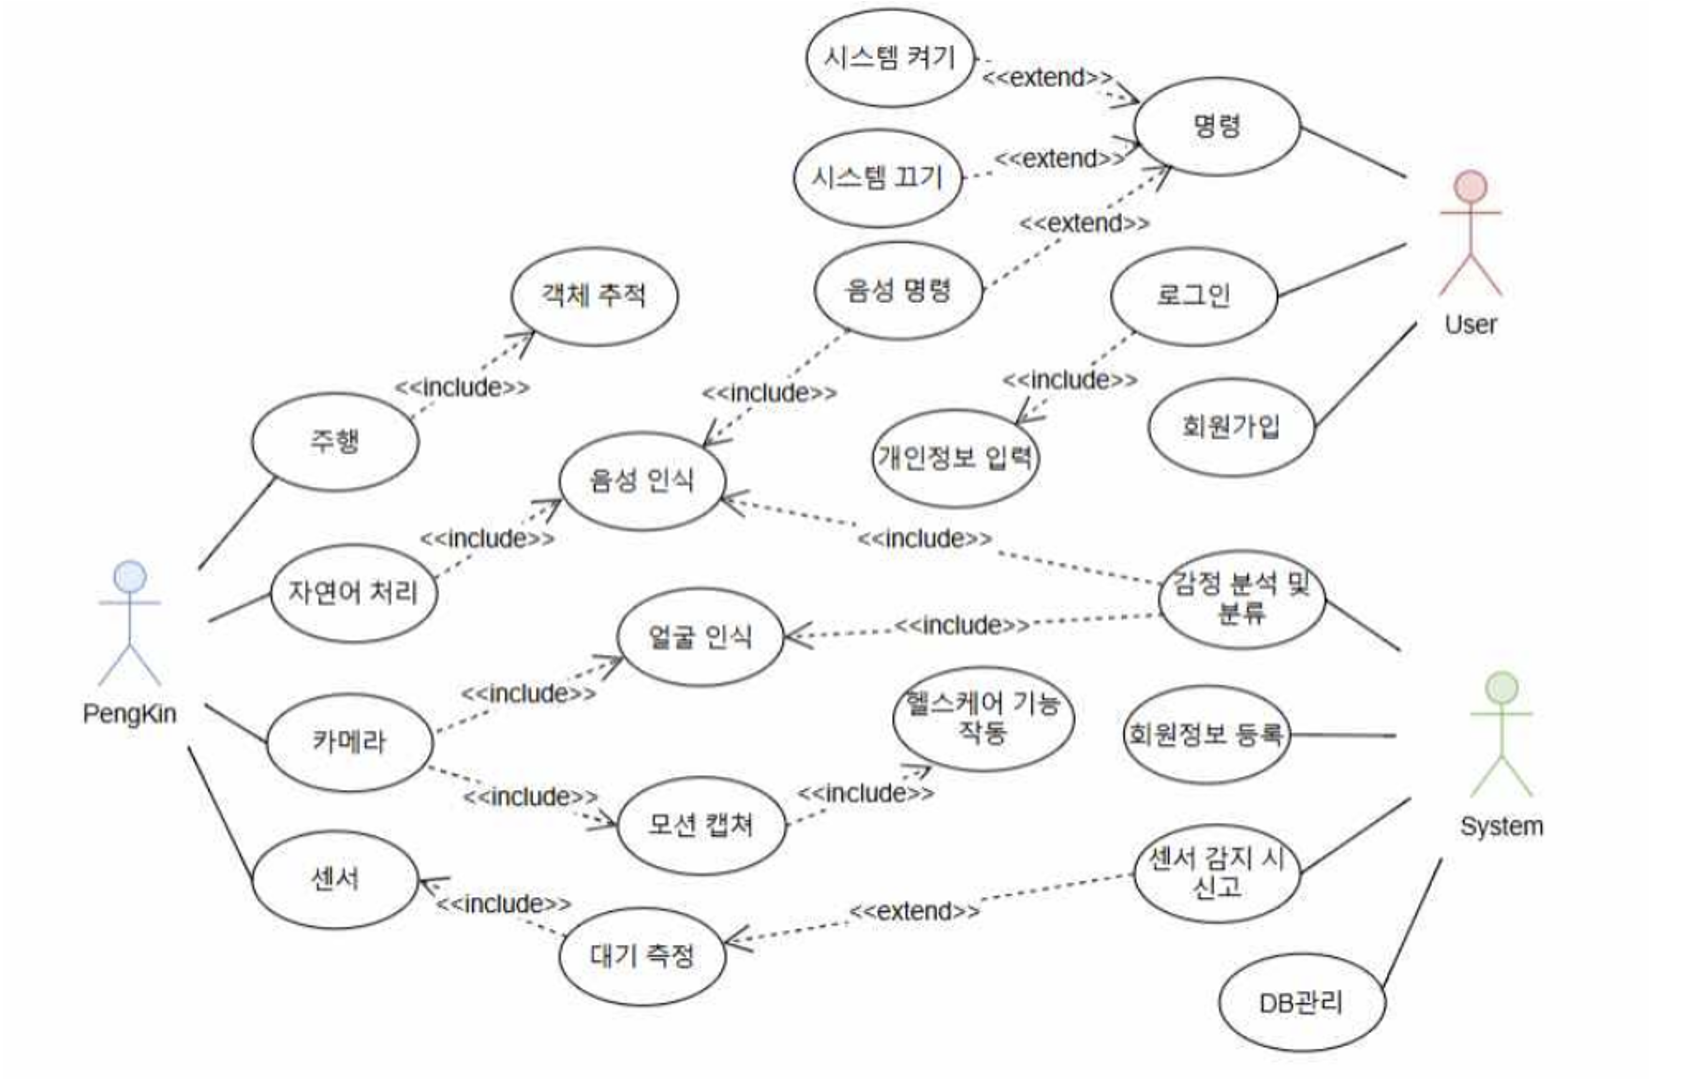 시스템 켜기
<<extend>>
명령
시스템 끄기
<<extend>>
<<extend>>
음성 명령
로그인
User
객체 추적
<<include>>
<<include>>
<<include>>
주행
회원가입
음성 인식
개인정보 입력
<<include>>
<<include>>
자연어 처리
감정 분석 및
분류
얼굴 인식
<<include>>
<<include>>
PengKin
카메라
헬스케어 기능
작동
회원정보 등록
<<include>>
<<include>>
모션 캡쳐
System
센서
센서 감지 시
신고
<<include>>
<<extend>>
대기 측정
DB관리